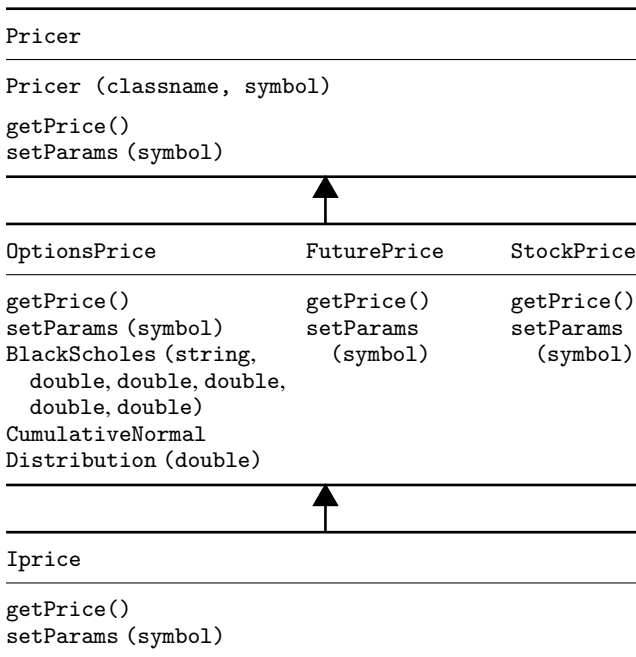 Pricer
Pricer (classname, symbol)
getPrice()
setParams (symbol)
OptionsPrice FuturePrice StockPrice
getPrice() getPrice() getPrice()
setParams (symbol) setParams setParams
BlackScholes (string, (symbol) (symbol)
double, double, double,
double, double)
CumulativeNormal
Distribution (double)
Iprice
getPrice()
setParams (symbol)